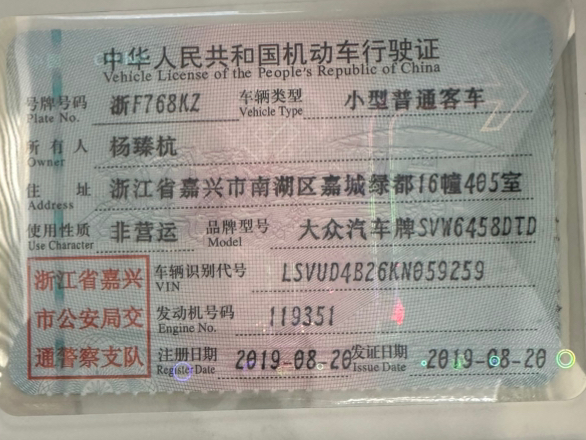 中华人民共和国机动车行驶证
Vehicle License of the People's Republic of China
号牌号码 浙F768KZ 车辆类型 小型普通客车
Plate No. Vehicle Type
所有人 杨臻杭
Owner
住址 浙江省嘉兴市南湖区嘉城绿都16幢405室
Address
使用性质 非营运 品牌型号 大众汽车牌SVW6458DTD
Use Character Model
浙江省嘉兴 车辆识别代号 LSVUD4B26KN059259
VIN
市公安局交 发动机号码 119351
Engine No.
通警察支队 注册日期 2019-08-20 发证日期 2019-08-20
Register Date Issue Date